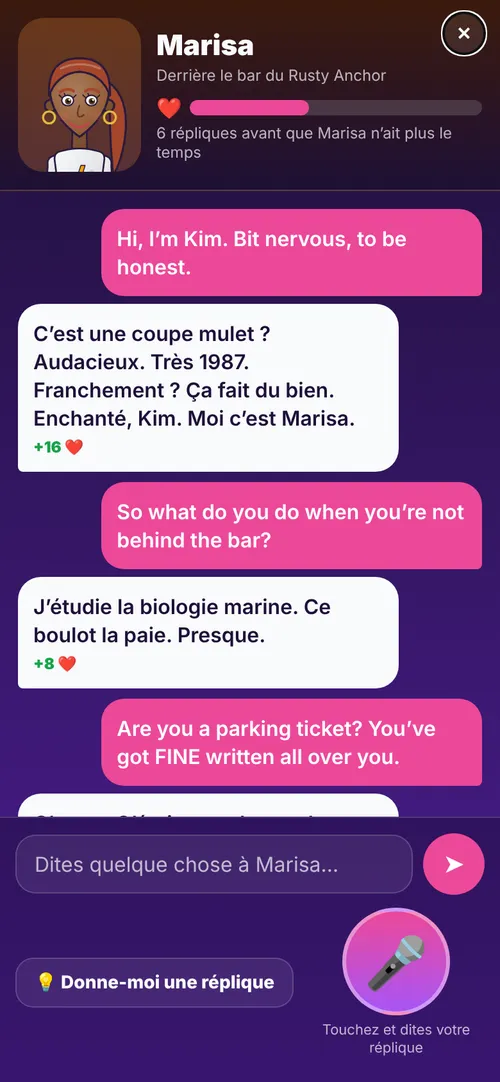 Marisa
Derrière le bar du Rusty Anchor
6 répliques avant que Marisa n’ait plus le
temps
Hi, I’m Kim. Bit nervous, to be
honest.
C’est une coupe mulet ?
Audacieux. Très 1987.
Franchement ? Ça fait du bien.
Enchanté, Kim. Moi c’est Marisa.
+16
So what do you do when you’re not
behind the bar?
J’étudie la biologie marine. Ce
boulot la paie. Presque.
+8
Are you a parking ticket? You’ve
got FINE written all over you.
Dites quelque chose à Marisa...
Donne-moi une réplique
Touchez et dites votre
réplique